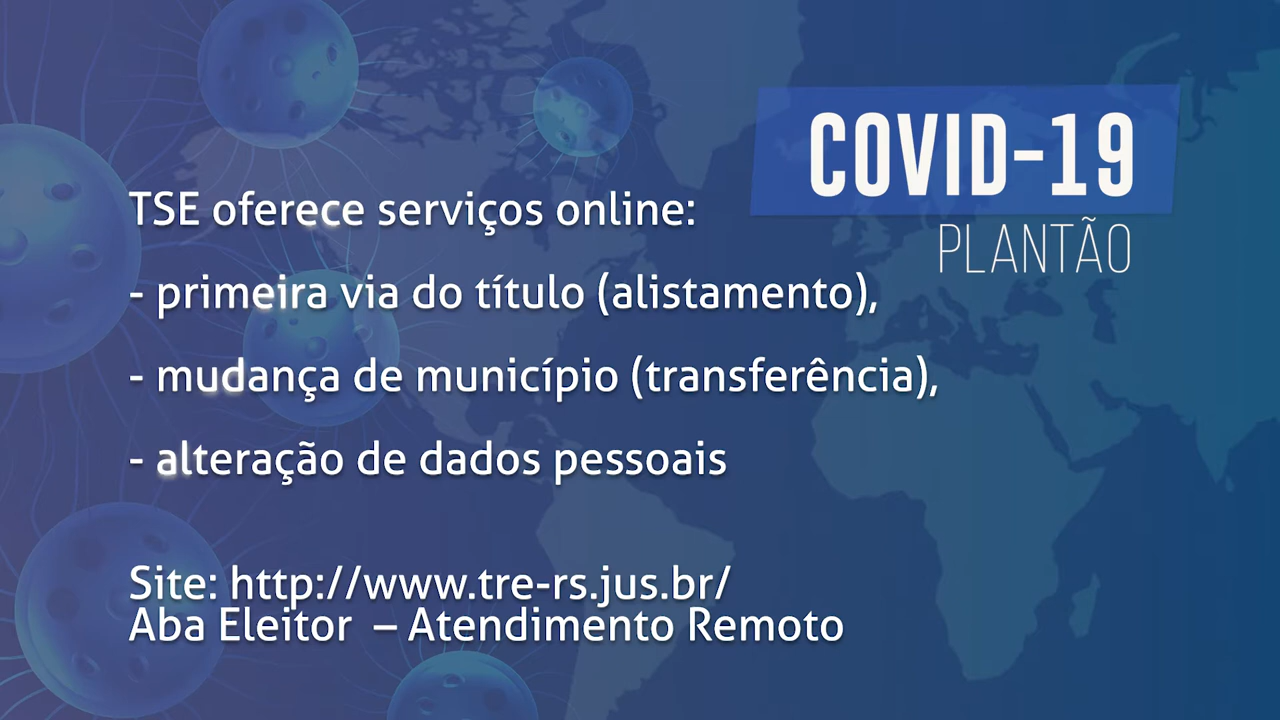 COVID-19
PLANTÃO
TSE oferece serviços online:
- primeira via do título (alistamento),
- mudança de município (transferência),
- alteração de dados pessoais
Site: http://www.tre-rs.jus.br/
Aba Eleitor – Atendimento Remoto